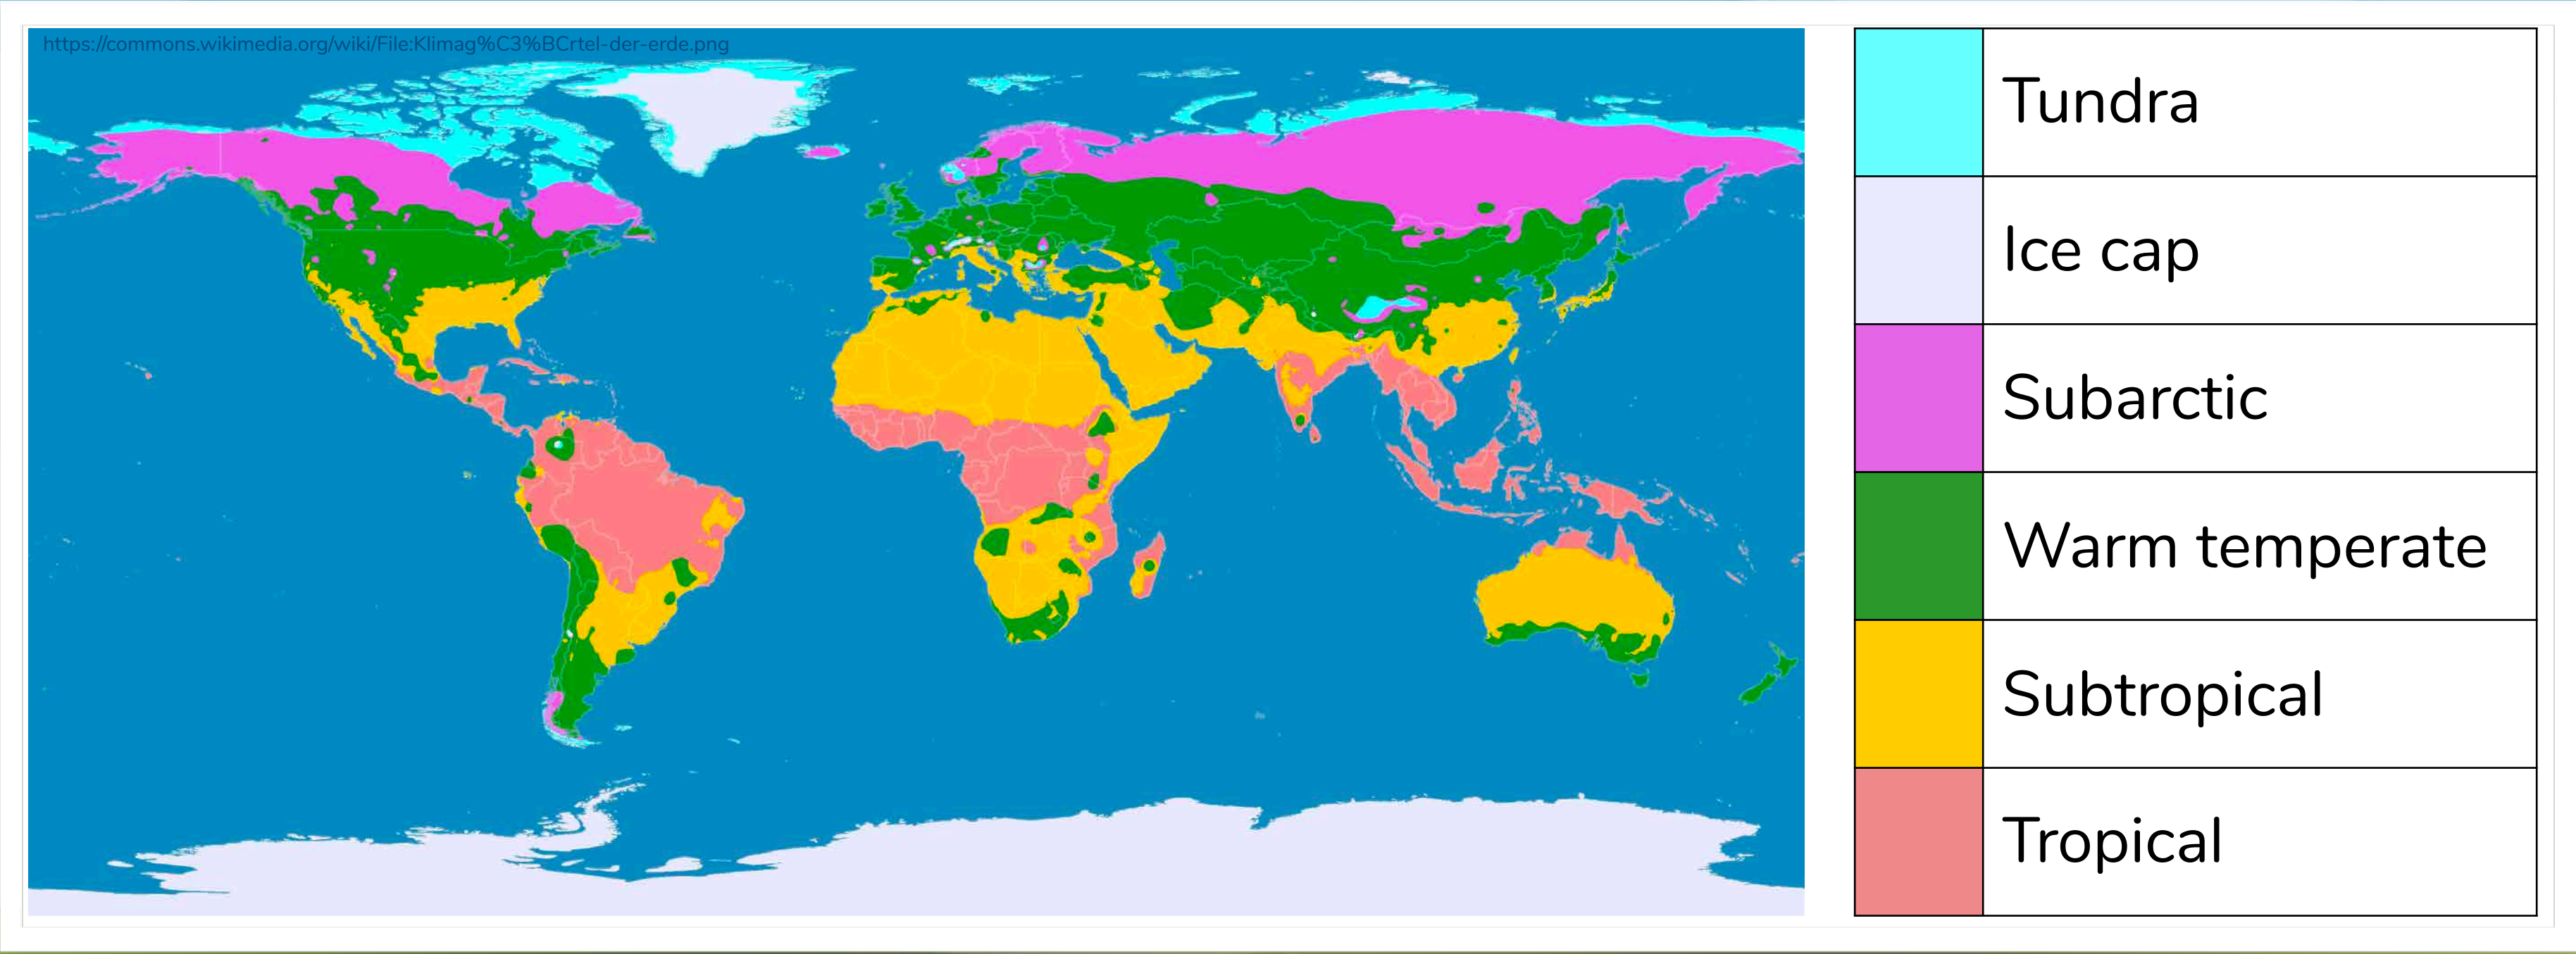 https://commons.wikimedia.org/wiki/File:Klimag%C3%BCrtel-der-erde.png
Tundra
Ice cap
Subarctic
Warm temperate
Subtropical
Tropical